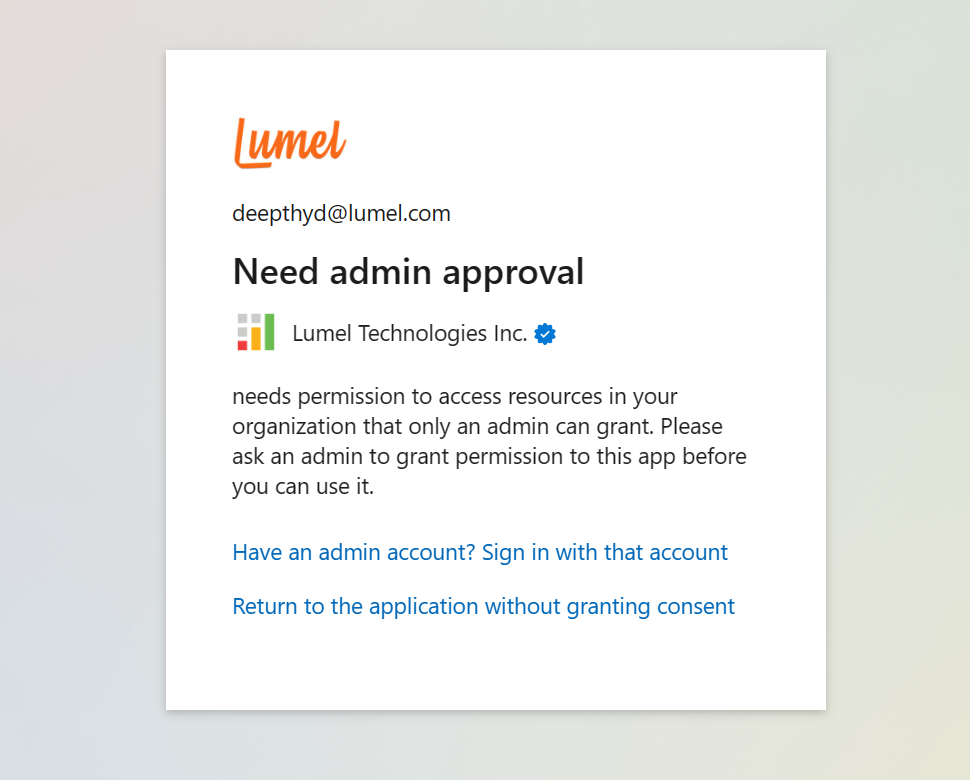 Lumel
deepthyd@lumel.com
Need admin approval
Lumel Technologies Inc.
needs permission to access resources in your
organization that only an admin can grant. Please
ask an admin to grant permission to this app before
you can use it.
Have an admin account? Sign in with that account
Return to the application without granting consent